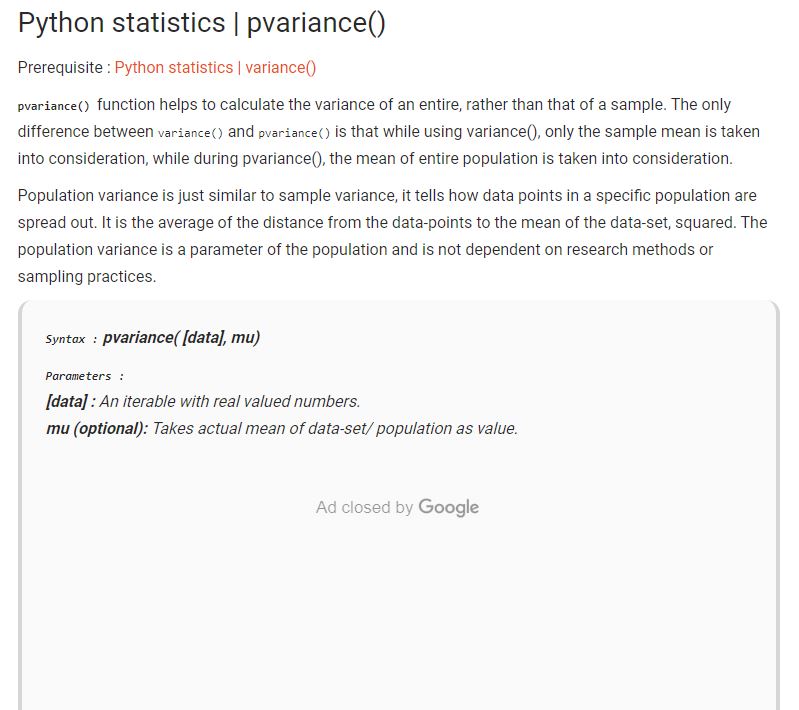 Python statistics | pvariance()
Prerequisite : Python statistics | variance()
pvariance() function helps to calculate the variance of an entire, rather than that of a sample. The only
difference between variance() and pvariance() is that while using variance(), only the sample mean is taken
into consideration, while during pvariance(), the mean of entire population is taken into consideration.
Population variance is just similar to sample variance, it tells how data points in a specific population are
spread out. It is the average of the distance from the data-points to the mean of the data-set, squared. The
population variance is a parameter of the population and is not dependent on research methods or
sampling practices.
Syntax : pvariance( [data], mu)
Parameters :
[data] : An iterable with real valued numbers.
mu (optional): Takes actual mean of data-set/ population as value.
Ad closed by Google